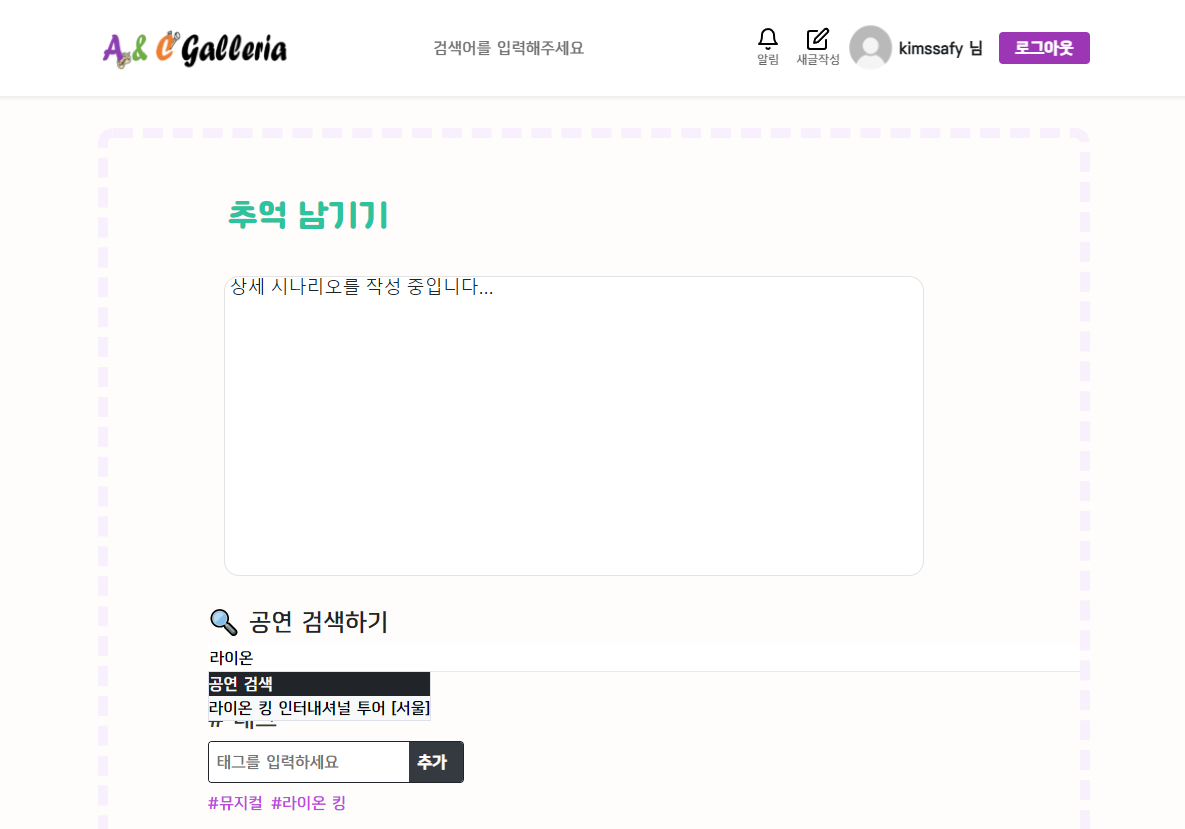 A & C Galleria
검색어를 입력해주세요
알림
새글작성
kimssafy 님
로그아웃
추억 남기기
상세 시나리오를 작성 중입니다...
공연 검색하기
라이온
공연 검색
라이온 킹 인터내셔널 투어 [서울]
태그를 입력하세요
추가
#뮤지컬 #라이온 킹